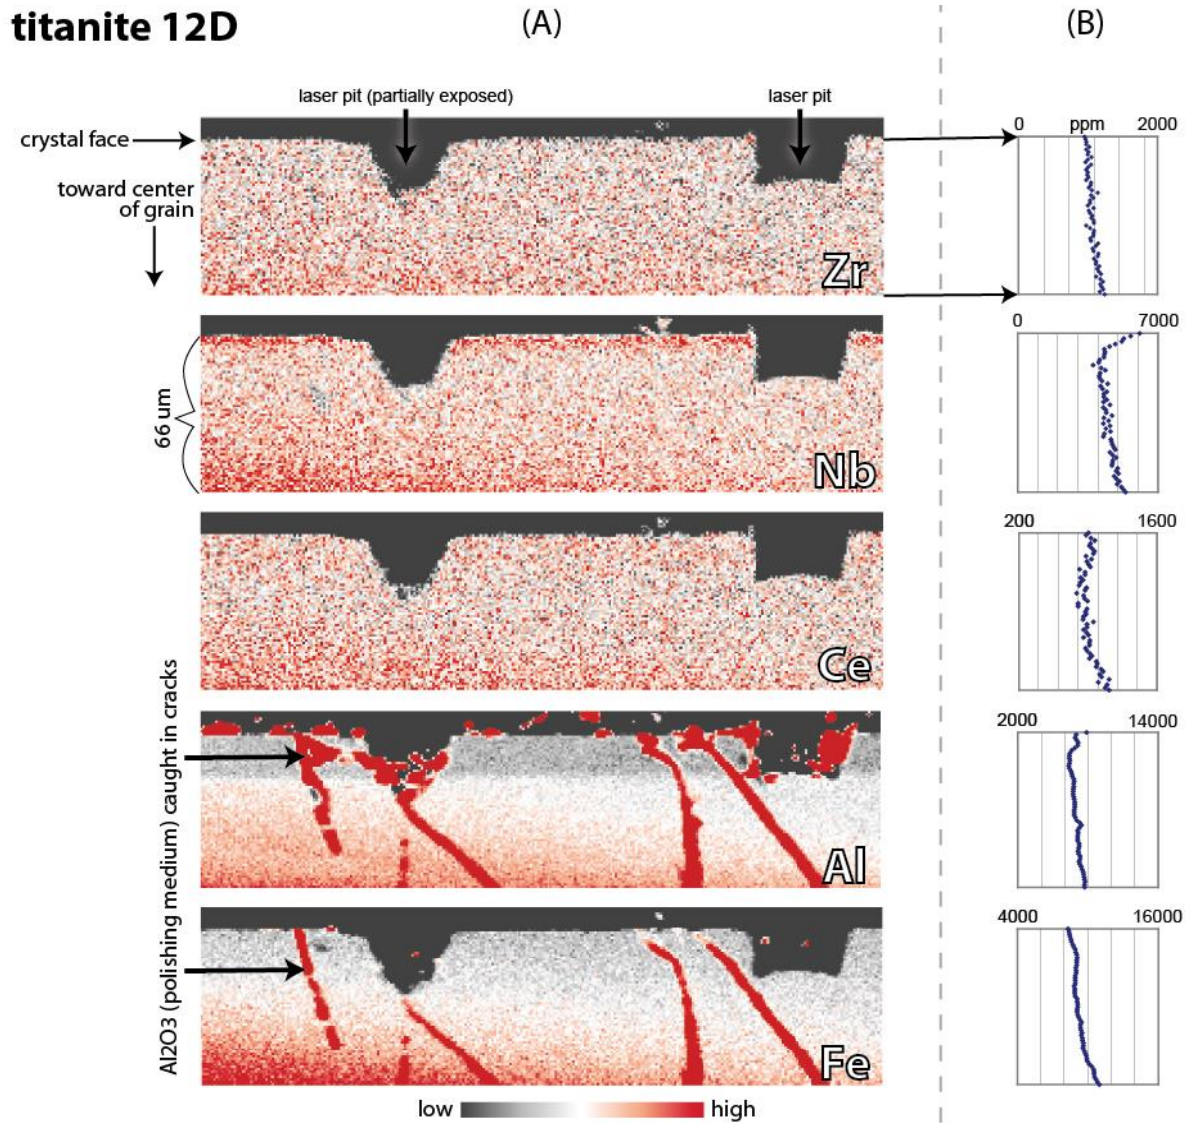 titanite 12D
(A)
(B)
laser pit (partially exposed)
laser pit
crystal face
toward center
of grain
Zr
0 ppm 2000
66 um
Nb
0 7000
Ce
200 1600
Al2O3 (polishing medium) caught in cracks
Al
2000 14000
Fe
4000 16000
low high